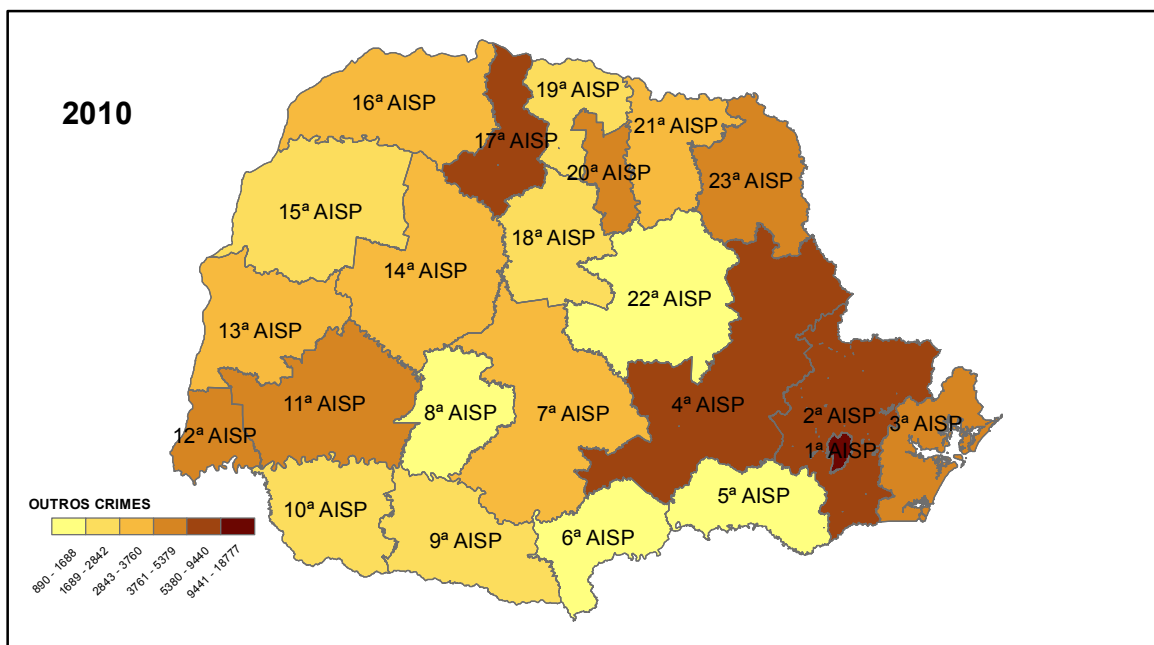 2010
16ª AISP
19ª AISP
21ª AISP
17ª AISP
20ª AISP
23ª AISP
15ª AISP
18ª AISP
14ª AISP
22ª AISP
13ª AISP
11ª AISP
8ª AISP
7ª AISP
4ª AISP
2ª AISP
3ª AISP
12ª AISP
1ª AISP
5ª AISP
10ª AISP
9ª AISP
6ª AISP
OUTROS CRIMES
890 - 1688
1689 - 2842
2843 - 3760
3761 - 5379
5380 - 9440
9441 - 18777